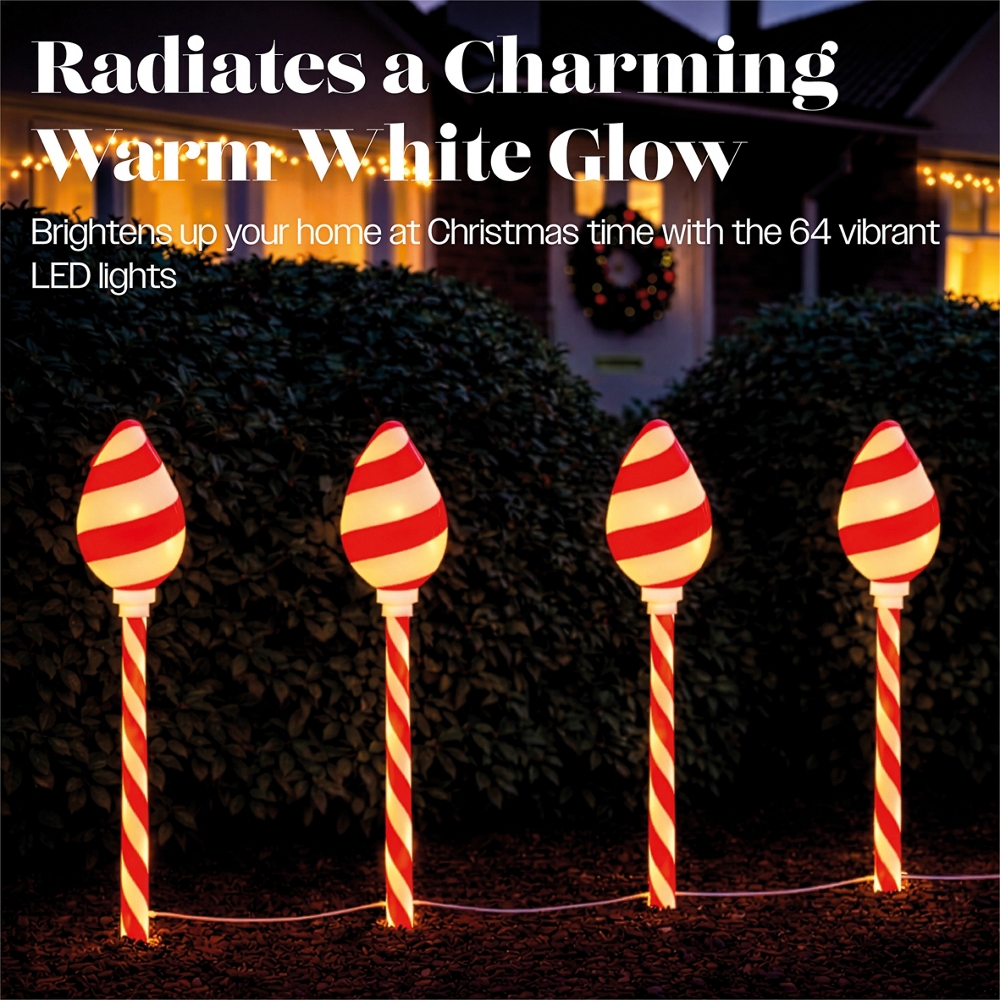 Radiates a Charming
Warm White Glow
Brightens up your home at Christmas time with the 64 vibrant
LED lights